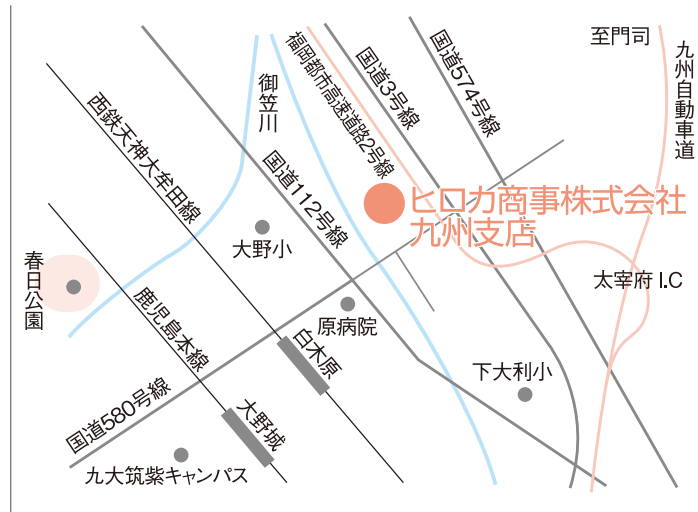 至門司
九州自動車道
国道574号線
国道3号線
福岡都市高速道路2号線
御笠川
西鉄天神大牟田線
国道112号線
ヒロカ商事株式会社
九州支店
大野小
春日公園
太宰府 I.C
鹿児島本線
原病院
白木原
下大利小
国道580号線
大野城
九大筑紫キャンパス